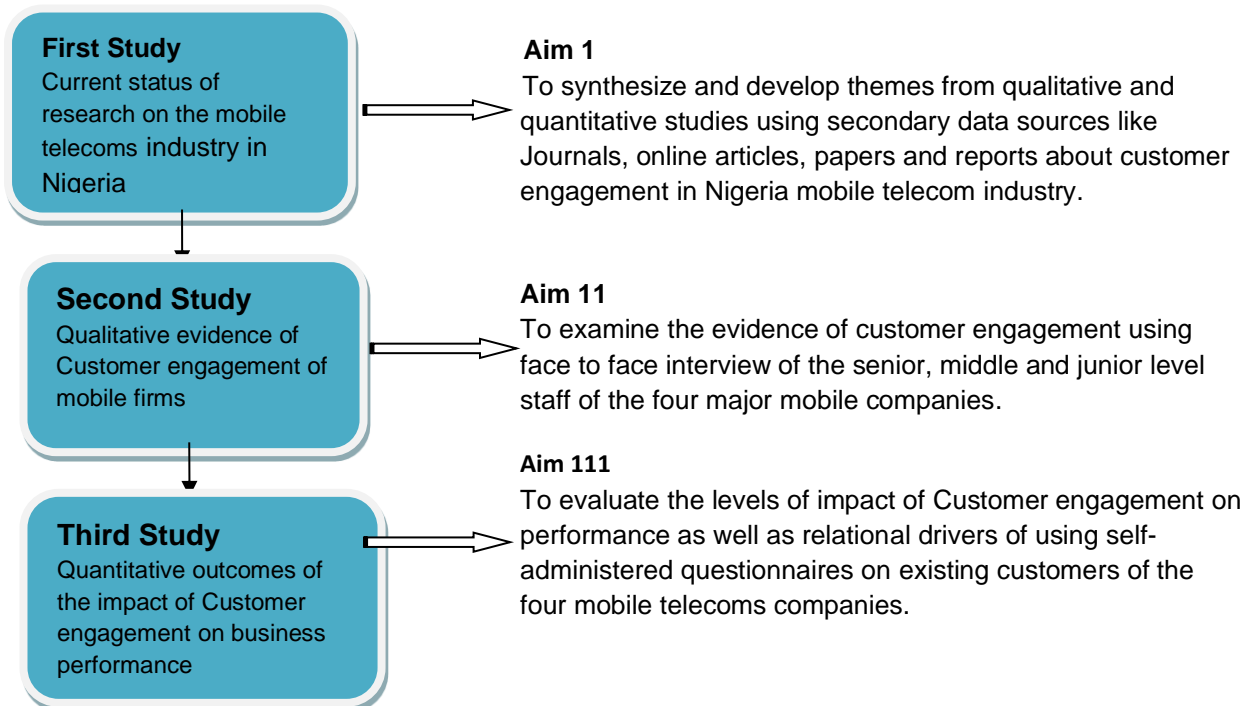 First Study
Current status of
research on the mobile
telecoms industry in
Nigeria
Aim 1
To synthesize and develop themes from qualitative and
quantitative studies using secondary data sources like
Journals, online articles, papers and reports about customer
engagement in Nigeria mobile telecom industry.
Second Study
Qualitative evidence of
Customer engagement of
mobile firms
Aim 11
To examine the evidence of customer engagement using
face to face interview of the senior, middle and junior level
staff of the four major mobile companies.
Third Study
Quantitative outcomes of
the impact of Customer
engagement on business
performance
Aim 111
To evaluate the levels of impact of Customer engagement on
performance as well as relational drivers of using self-
administered questionnaires on existing customers of the
four mobile telecoms companies.